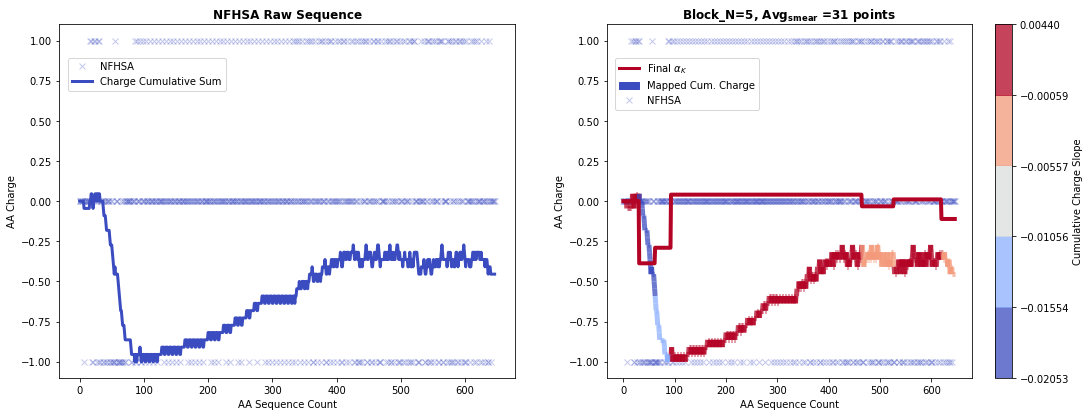 NFHSA Raw Sequence
AA Charge
1.00
0.75
0.50
0.25
0.00
−0.25
−0.50
−0.75
−1.00
NFHSA
Charge Cumulative Sum
0 100 200 300 400 500 600
AA Sequence Count
Block_N=5, Avg_smear =31 points
AA Charge
1.00
0.75
0.50
0.25
0.00
−0.25
−0.50
−0.75
−1.00
Final α_K
Mapped Cum. Charge
NFHSA
0 100 200 300 400 500 600
AA Sequence Count
0.00440
−0.00059
−0.00557
−0.01056
−0.01554
−0.02053
Cumulative Charge Slope